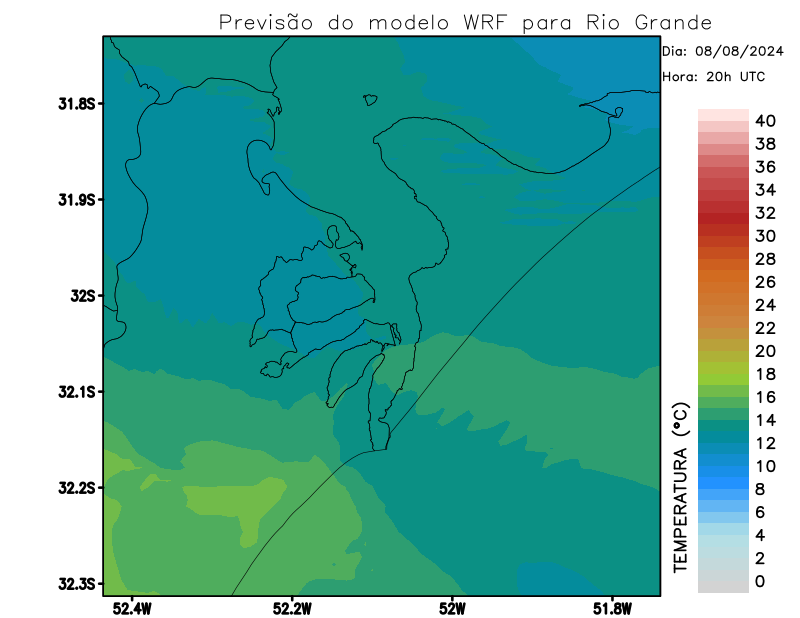 Previsão do modelo WRF para Rio Grande
Dia: 08/08/2024
Hora: 20h UTC
31.8S
31.9S
32S
32.1S
32.2S
32.3S
52.4W
52.2W
52W
51.8W
TEMPERATURA (°C)
40
38
36
34
32
30
28
26
24
22
20
18
16
14
12
10
8
6
4
2
0